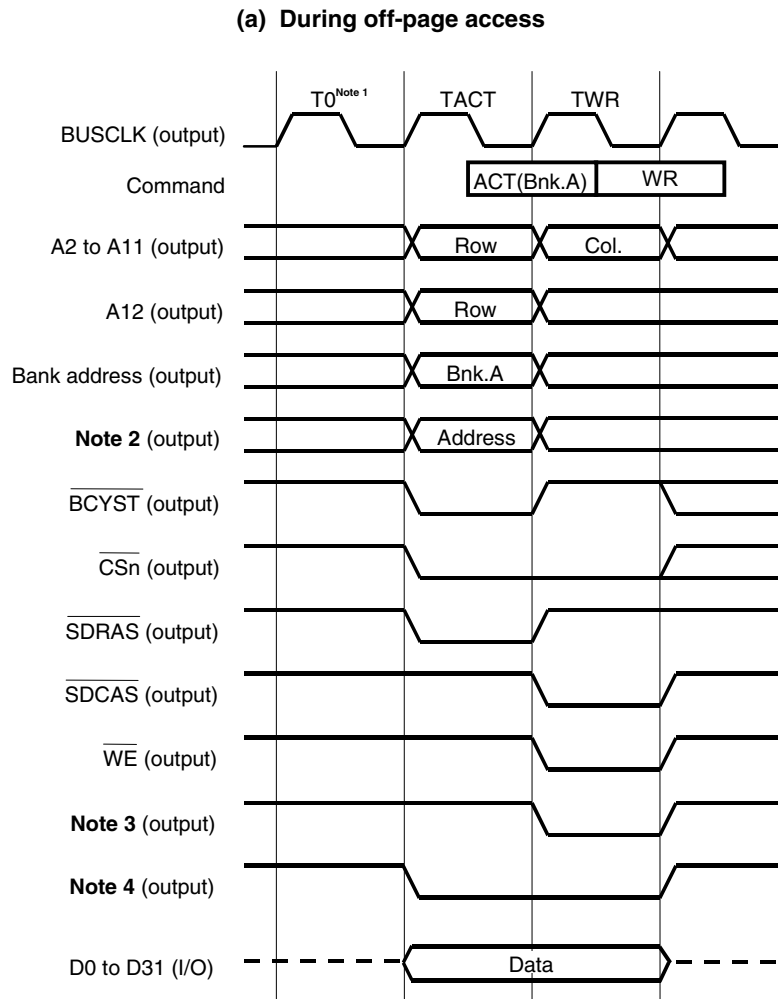 (a) During off-page access
T0Note 1 TACT TWR
BUSCLK (output)
Command ACT(Bnk.A) WR
A2 to A11 (output) Row Col.
A12 (output) Row
Bank address (output) Bnk.A
Note 2 (output) Address
BCYST (output)
CSn (output)
SDRAS (output)
SDCAS (output)
WE (output)
Note 3 (output)
Note 4 (output)
D0 to D31 (I/O) Data